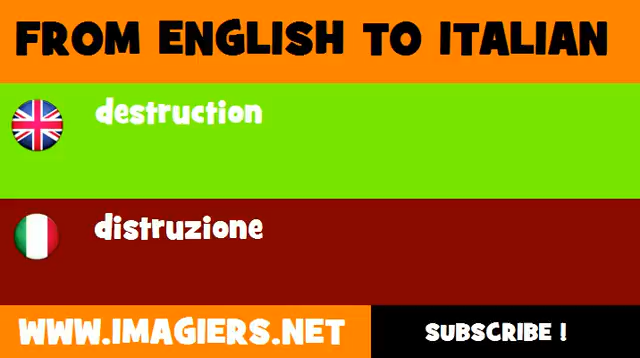 FROM ENGLISH TO ITALIAN
destruction
distruzione
WWW.IMAGIERS.NET
SUBSCRIBE !